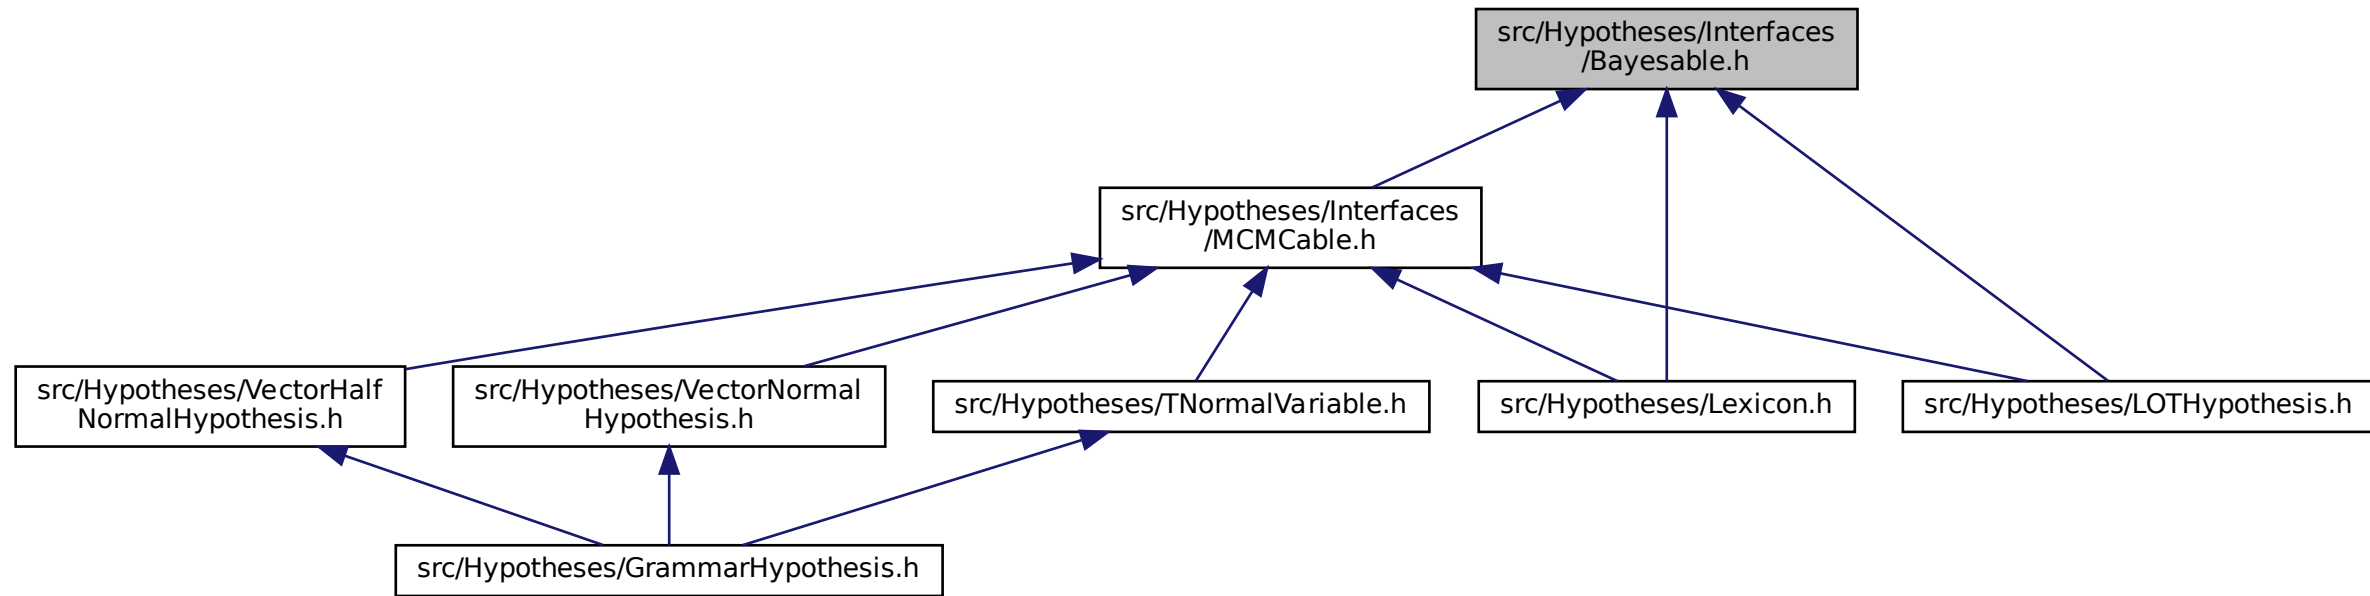 src/Hypotheses/Interfaces
/Bayesable.h
src/Hypotheses/Interfaces
/MCMCable.h
src/Hypotheses/VectorHalf
NormalHypothesis.h
src/Hypotheses/VectorNormal
Hypothesis.h
src/Hypotheses/TNormalVariable.h
src/Hypotheses/Lexicon.h
src/Hypotheses/LOTHypothesis.h
src/Hypotheses/GrammarHypothesis.h